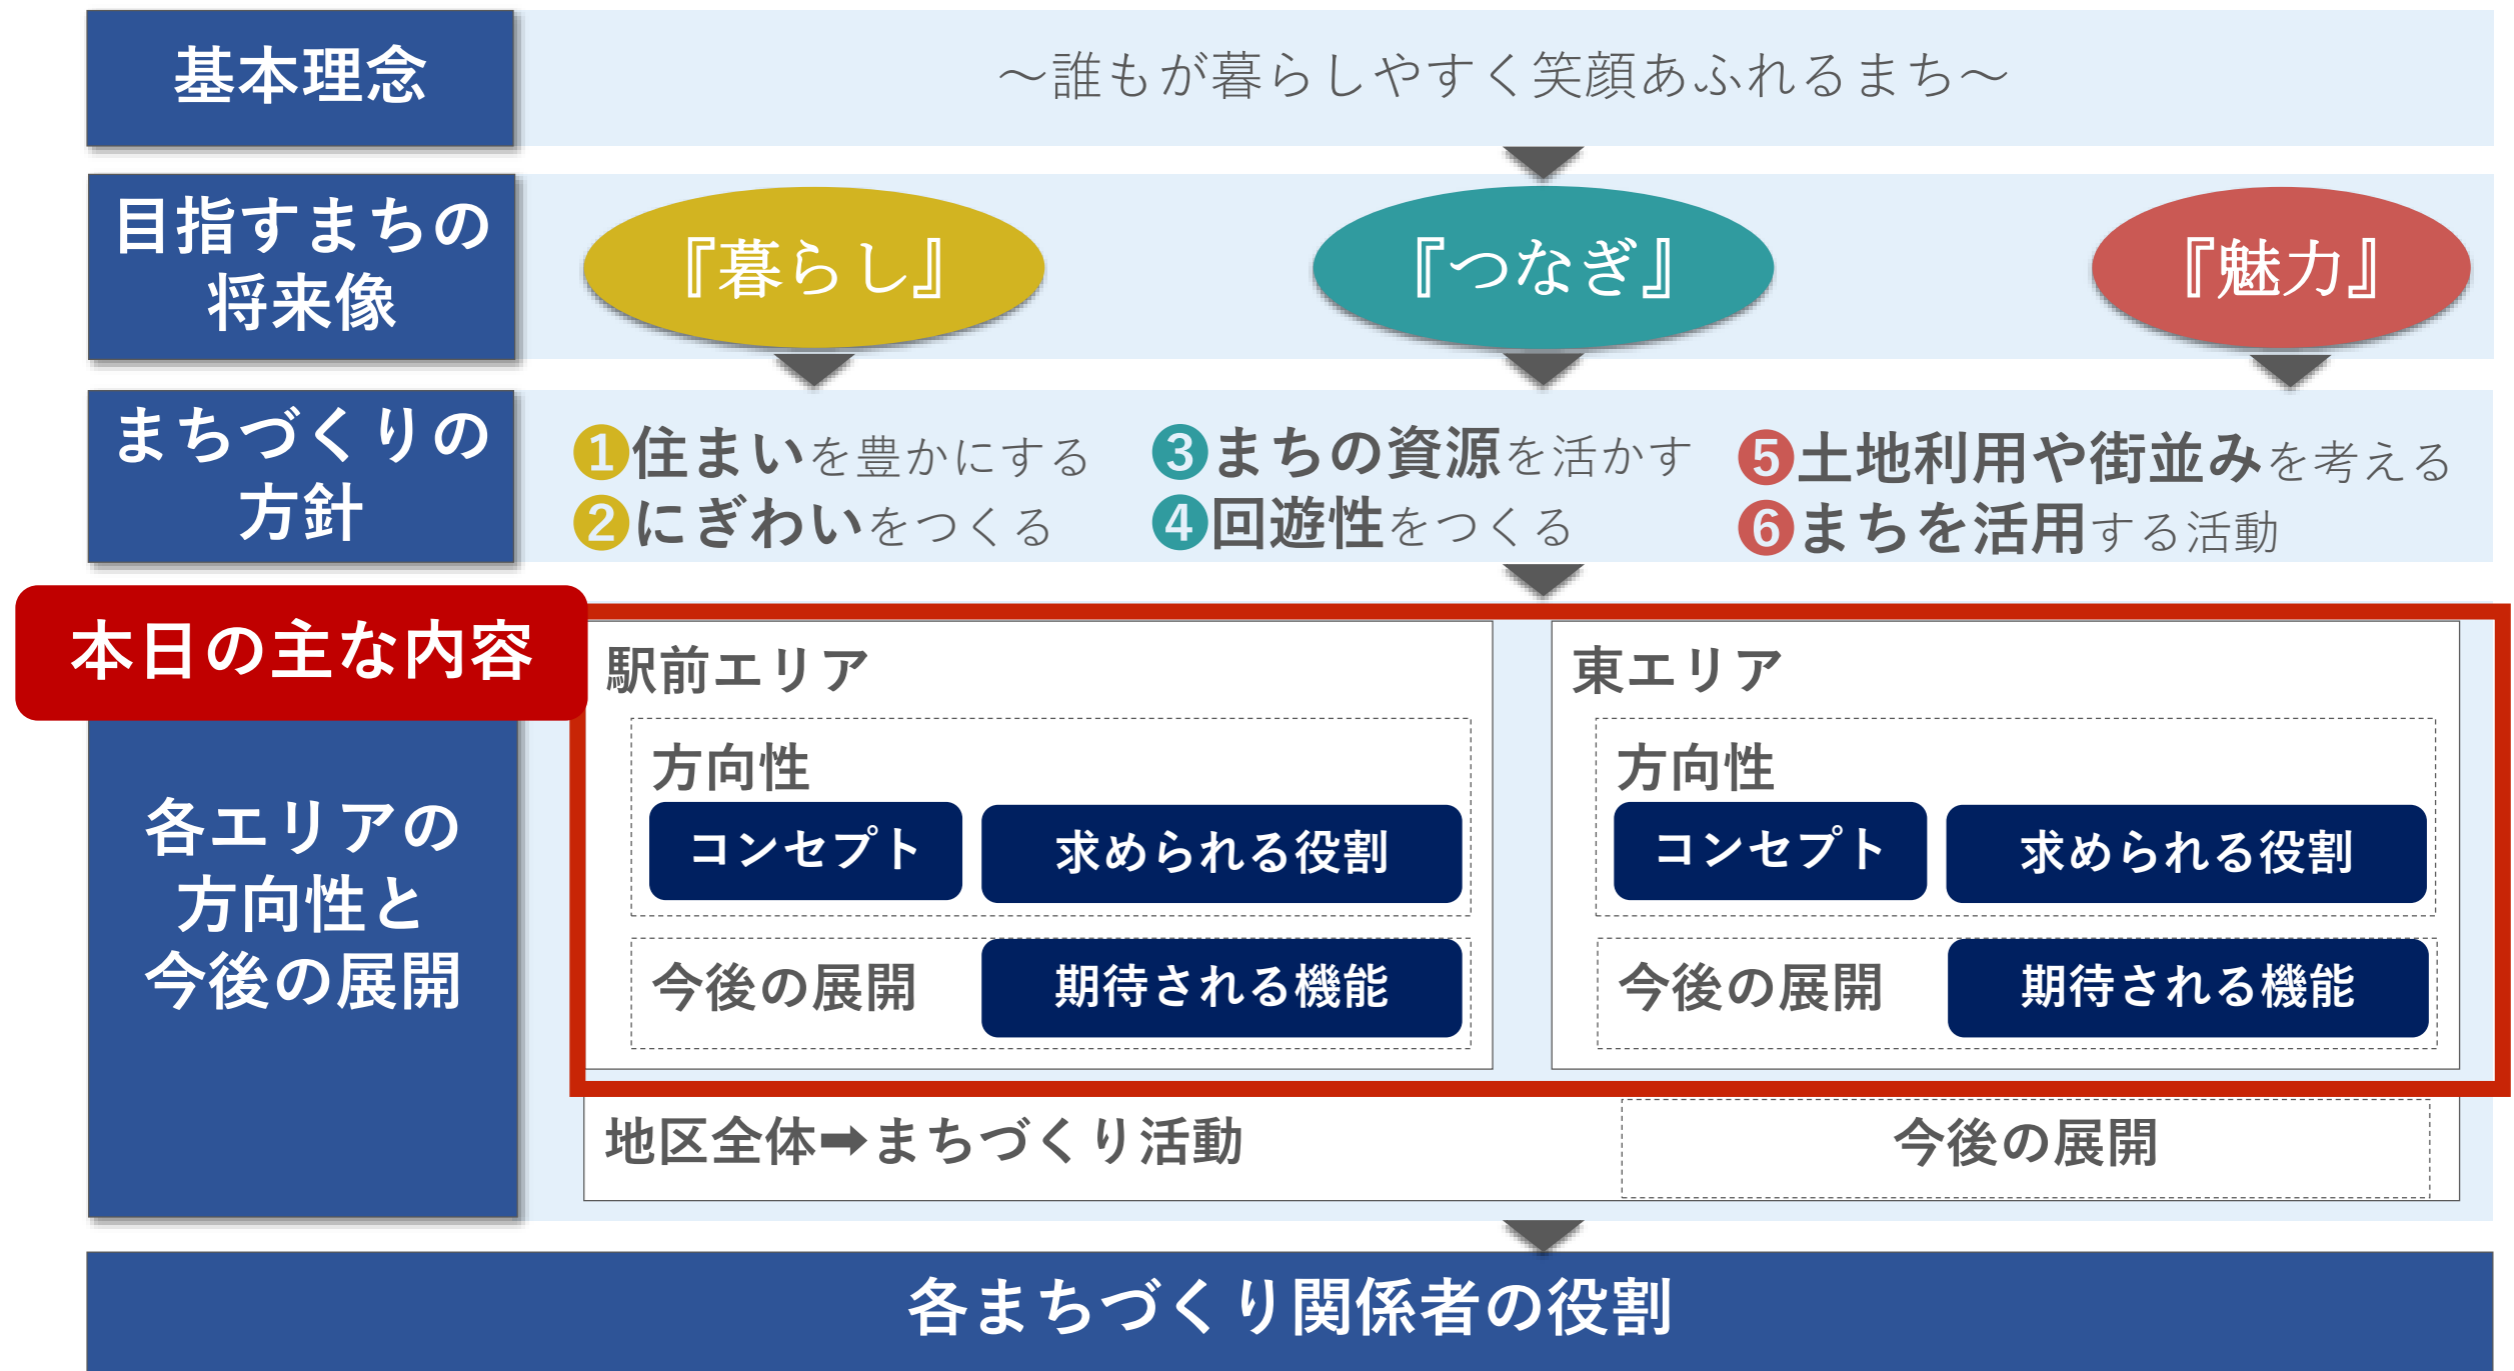 基本理念
～誰もが暮らしやすく笑顔あふれるまち～
目指すまちの
将来像
『暮らし』
『つなぎ』
『魅力』
まちづくりの
方針
❶住まいを豊かにする
❷にぎわいをつくる
❸まちの資源を活かす
❹回遊性をつくる
❺土地利用や街並みを考える
❻まちを活用する活動
本日の主な内容
各エリアの
方向性と
今後の展開
駅前エリア
方向性
コンセプト
求められる役割
今後の展開
期待される機能
東エリア
方向性
コンセプト
求められる役割
今後の展開
期待される機能
地区全体➡まちづくり活動
今後の展開
各まちづくり関係者の役割